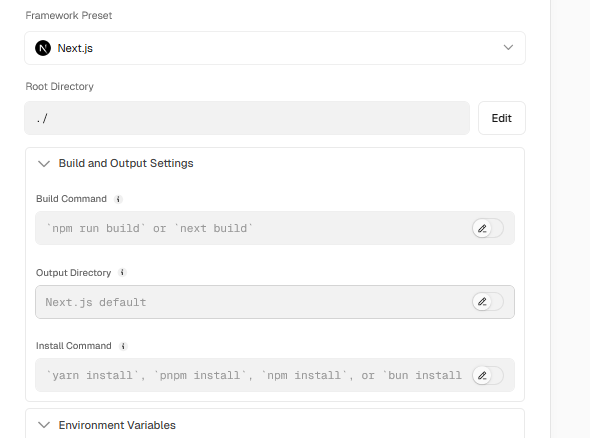 Framework Preset
N Next.js
Root Directory
./
Edit
Build and Output Settings
Build Command i
`npm run build` or `next build`
Output Directory i
Next.js default
Install Command i
`yarn install`, `pnpm install`, `npm install`, or `bun install
Environment Variables